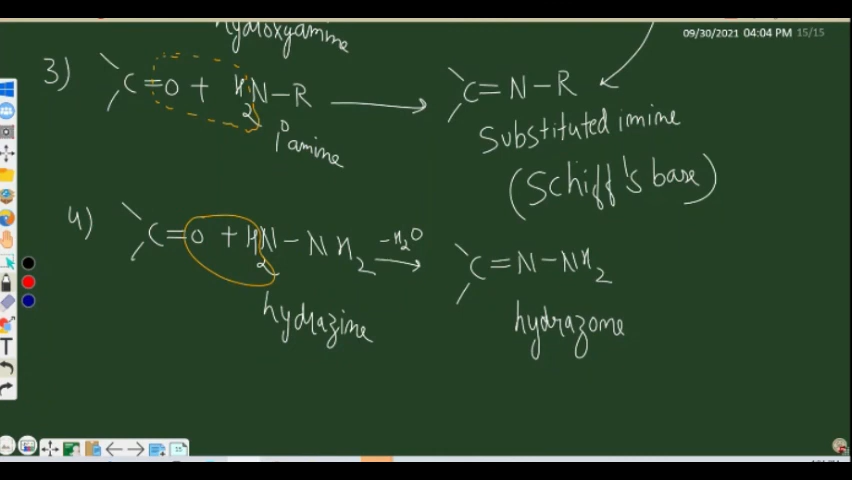 hydroxyamine
09/30/2021 04:04 PM 15/15
3) C=O + H2N-R → C=N-R
1° amine
Substituted imine
(Schiff's base)
4) C=O + H2N-NH2 -H2O → C=N-NH2
hydrazine
hydrazone